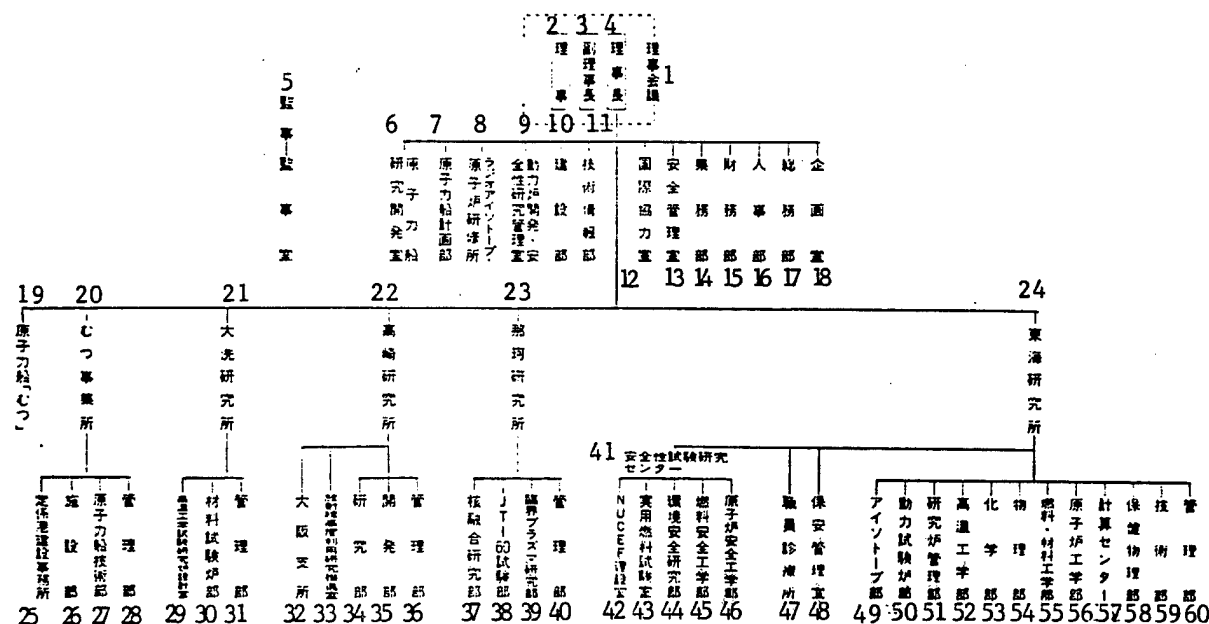 2 3 4
理事
副理事長
理事長
理事会議
1
5
監事
監事室
6 7 8 9 10 11
原子力船研究開発室
原子力船計画部
ラジオアイソトープ・原子炉研修所
動力炉開発・安全性研究管理室
建設部
技術情報部
国際協力室
安全管理室
業務部
財務部
人事部
総務部
企画室
12 13 14 15 16 17 18
19 20 21 22 23 24
原子力船「むつ」
むつ事業所
大洗研究所
高崎研究所
那珂研究所
東海研究所
41 安全性試験研究
センター
定係港建設事務所
施設部
原子力船技術部
管理部
材料試験炉部
管理部
大阪支所
研究部
開発部
管理部
核融合研究部
JT-60試験部
臨界プラズマ研究部
管理部
NUCEF建設室
実用燃料試験室
環境安全研究部
燃料安全工学部
原子炉安全工学部
職員診療所
保安管理室
アイソトープ部
動力試験炉部
研究炉管理部
高温工学部
化学部
物理部
燃料・材料工学部
原子炉工学部
計算センター
保健物理部
技術部
管理部
25 26 27 28 29 30 31 32 33 34 35 36 37 38 39 40 42 43 44 45 46 47 48 49 50 51 52 53 54 55 56 57 58 59 60